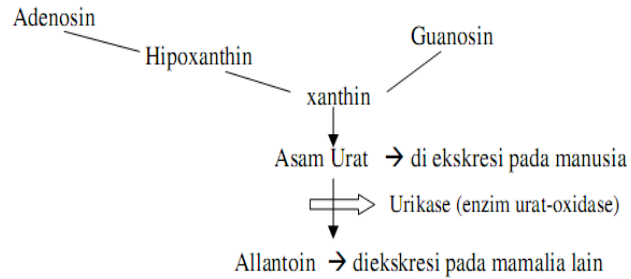 Adenosin
Guanosin
Hipoxanthin
xanthin
Asam Urat → di ekskresi pada manusia
Urikase (enzim urat-oxidase)
Allantoin → diekskresi pada mamalia lain